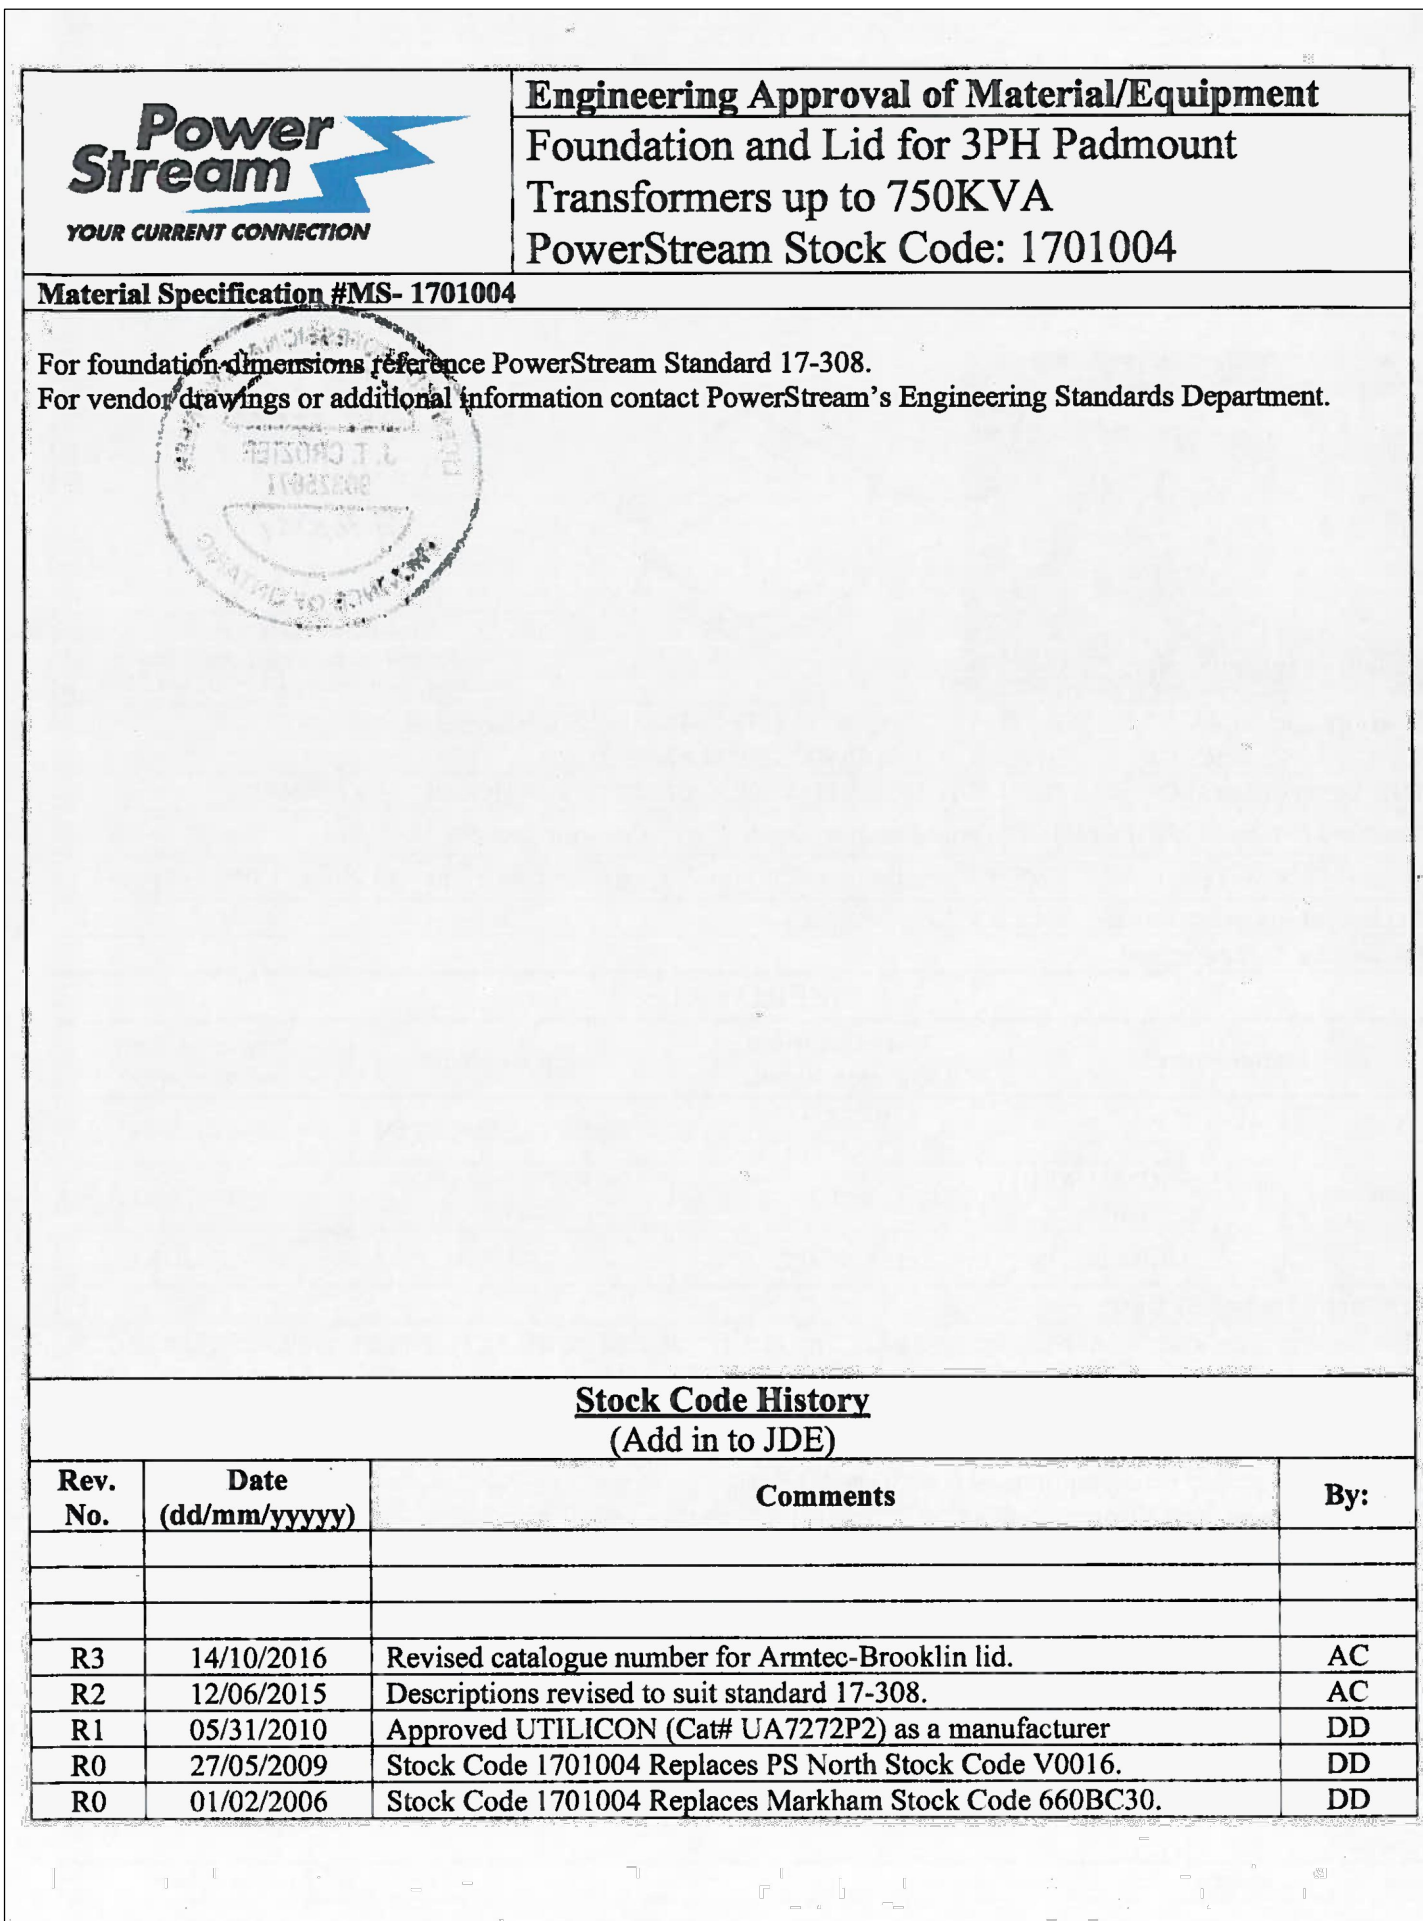 Power
Stream
YOUR CURRENT CONNECTION
Engineering Approval of Material/Equipment
Foundation and Lid for 3PH Padmount
Transformers up to 750KVA
PowerStream Stock Code: 1701004
Material Specification #MS- 1701004
For foundation dimensions reference PowerStream Standard 17-308.
For vendor drawings or additional information contact PowerStream's Engineering Standards Department.
J. T. CROZIER
PROVINCE OF ONTARIO
Stock Code History
(Add in to JDE)
Rev. No. Date (dd/mm/yyyyy) Comments By:
R3 14/10/2016 Revised catalogue number for Armtec-Brooklin lid. AC
R2 12/06/2015 Descriptions revised to suit standard 17-308. AC
R1 05/31/2010 Approved UTILICON (Cat# UA7272P2) as a manufacturer DD
R0 27/05/2009 Stock Code 1701004 Replaces PS North Stock Code V0016. DD
R0 01/02/2006 Stock Code 1701004 Replaces Markham Stock Code 660BC30. DD